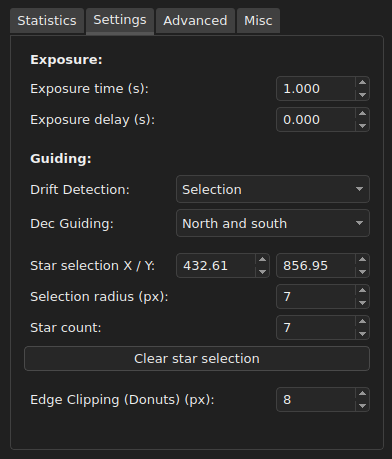 Statistics Settings Advanced Misc
Exposure:
Exposure time (s): 1.000
Exposure delay (s): 0.000
Guiding:
Drift Detection: Selection
Dec Guiding: North and south
Star selection X / Y: 432.61 856.95
Selection radius (px): 7
Star count: 7
Clear star selection
Edge Clipping (Donuts) (px): 8